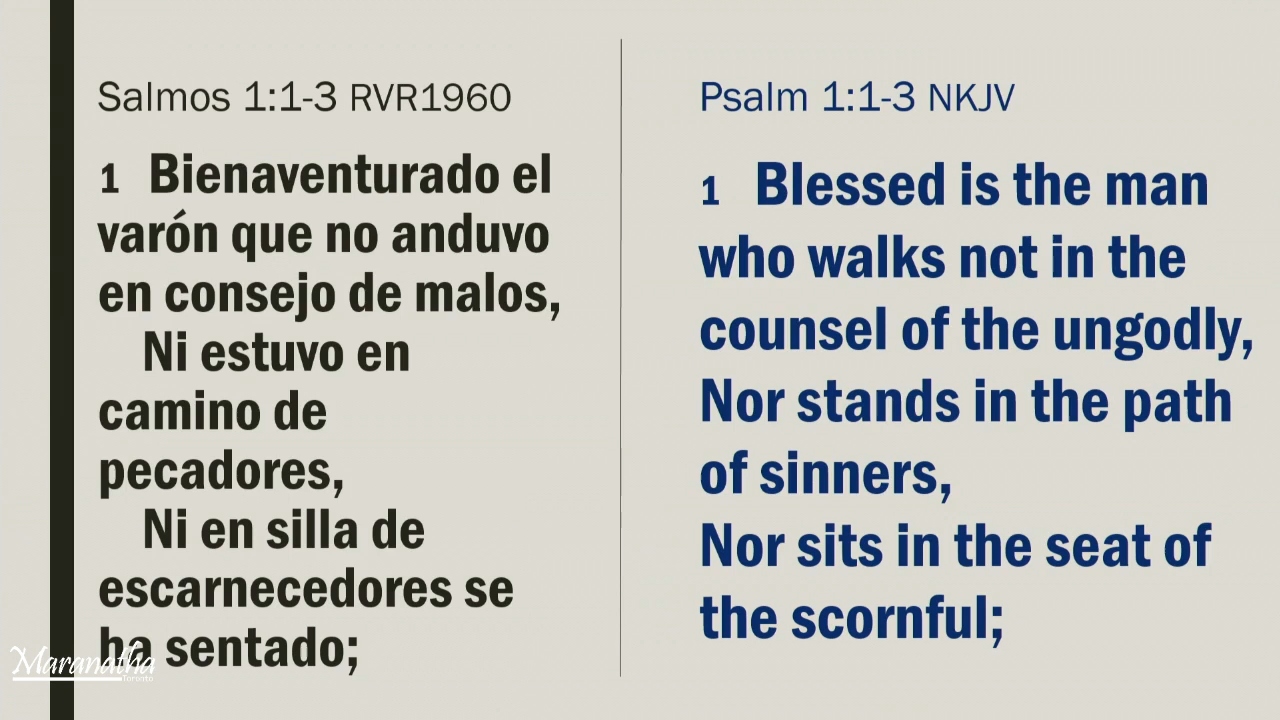 Salmos 1:1-3 RVR1960
1 Bienaventurado el
varón que no anduvo
en consejo de malos,
Ni estuvo en
camino de
pecadores,
Ni en silla de
escarnecedores se
ha sentado;
Psalm 1:1-3 NKJV
1 Blessed is the man
who walks not in the
counsel of the ungodly,
Nor stands in the path
of sinners,
Nor sits in the seat of
the scornful;
Maranatha
Toronto